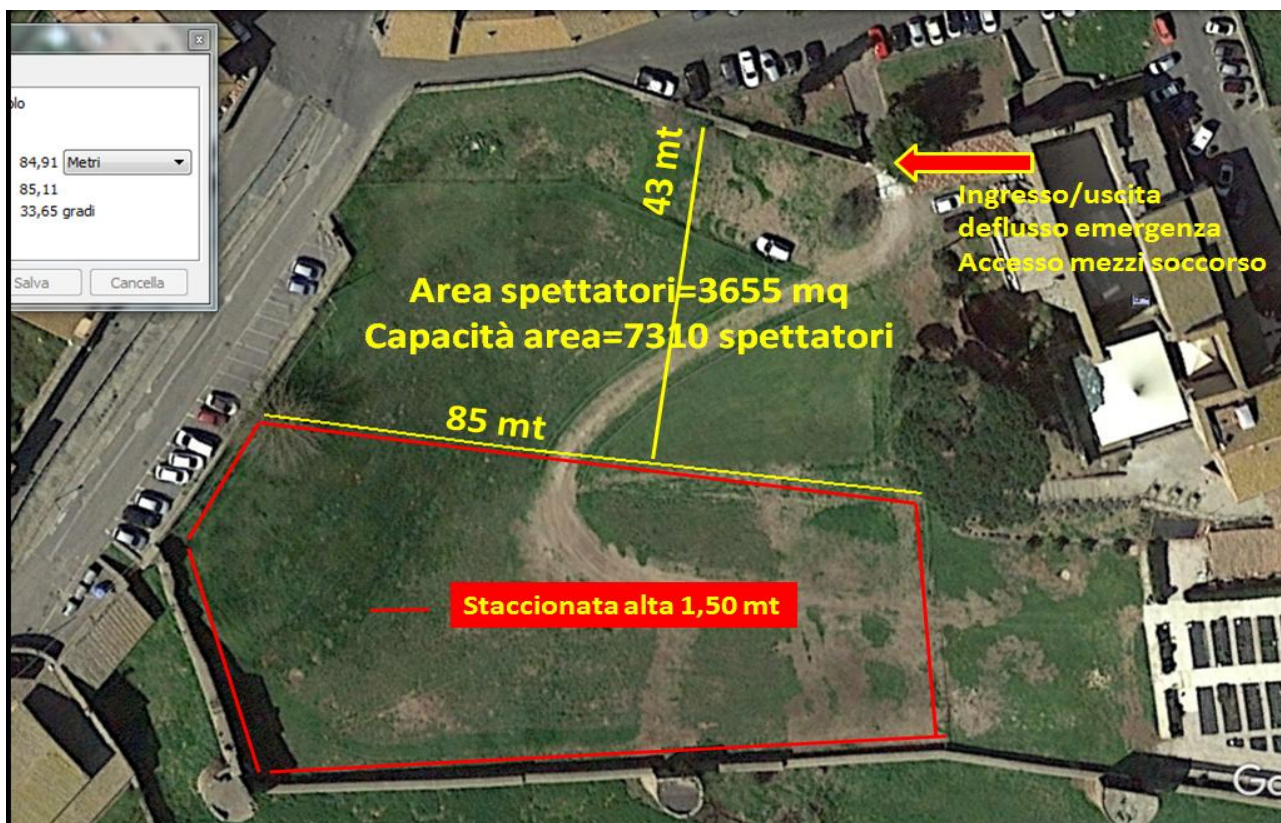 olo
84,91 Metri
85,11
33,65 gradi
Salva Cancella
43 mt
Ingresso/uscita
deflusso emergenza
Accesso mezzi soccorso
Area spettatori=3655 mq
Capacità area=7310 spettatori
85 mt
Staccionata alta 1,50 mt
Go